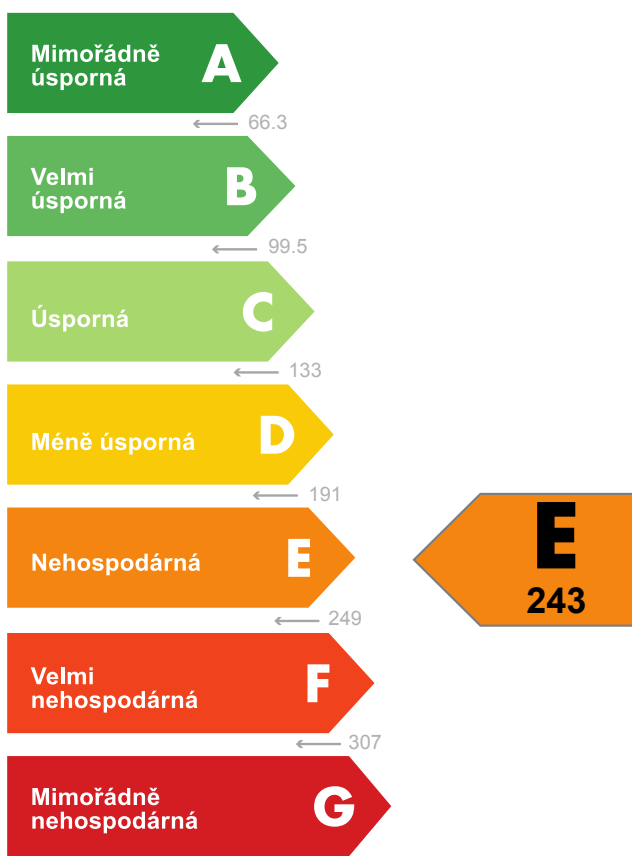 Mimořádně
úsporná
A
66.3
Velmi
úsporná
B
99.5
Úsporná
C
133
Méně úsporná
D
191
Nehospodárná
E
E
243
249
Velmi
nehospodárná
F
307
Mimořádně
nehospodárná
G